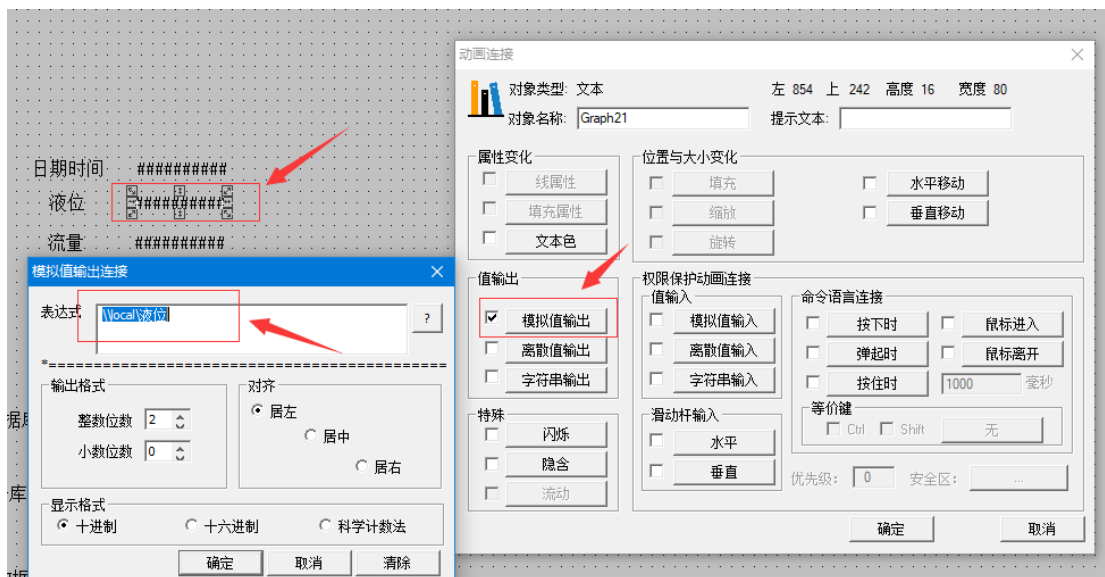 动画连接
对象类型: 文本
左 854 上 242 高度 16 宽度 80
对象名称: Graph21
提示文本:
日期时间 ##########
液位 ##########
流量 ##########
属性变化
线属性
填充属性
文本色
位置与大小变化
填充
水平移动
缩放
垂直移动
旋转
值输出
模拟值输出
离散值输出
字符串输出
权限保护动画连接
值输入
模拟值输入
离散值输入
字符串输入
命令语言连接
按下时
鼠标进入
弹起时
鼠标离开
按住时
1000 毫秒
等价键
Ctrl Shift 无
特殊
闪烁
隐含
流动
滑动杆输入
水平
垂直
优先级: 0 安全区: ...
确定 取消
模拟值输出连接
表达式 \\local\液位 ?
*==================================================
输出格式
整数位数 2
小数位数 0
对齐
居左
居中
居右
显示格式
十进制 十六进制 科学计数法
确定 取消 清除
库